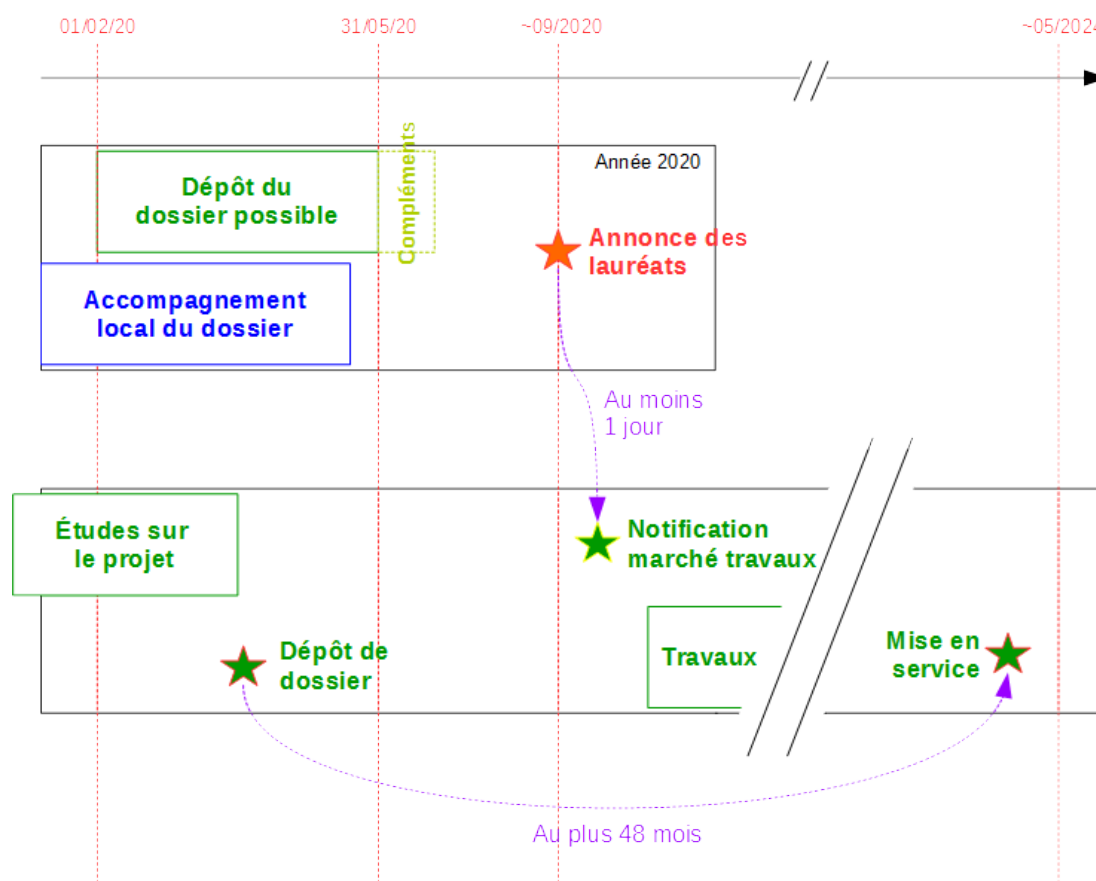 01/02/20
31/05/20
~09/2020
~05/2024
Année 2020
Dépôt du
dossier possible
Compléments
Annonce des
lauréats
Accompagnement
local du dossier
Au moins
1 jour
Études sur
le projet
Notification
marché travaux
Dépôt de
dossier
Travaux
Mise en
service
Au plus 48 mois